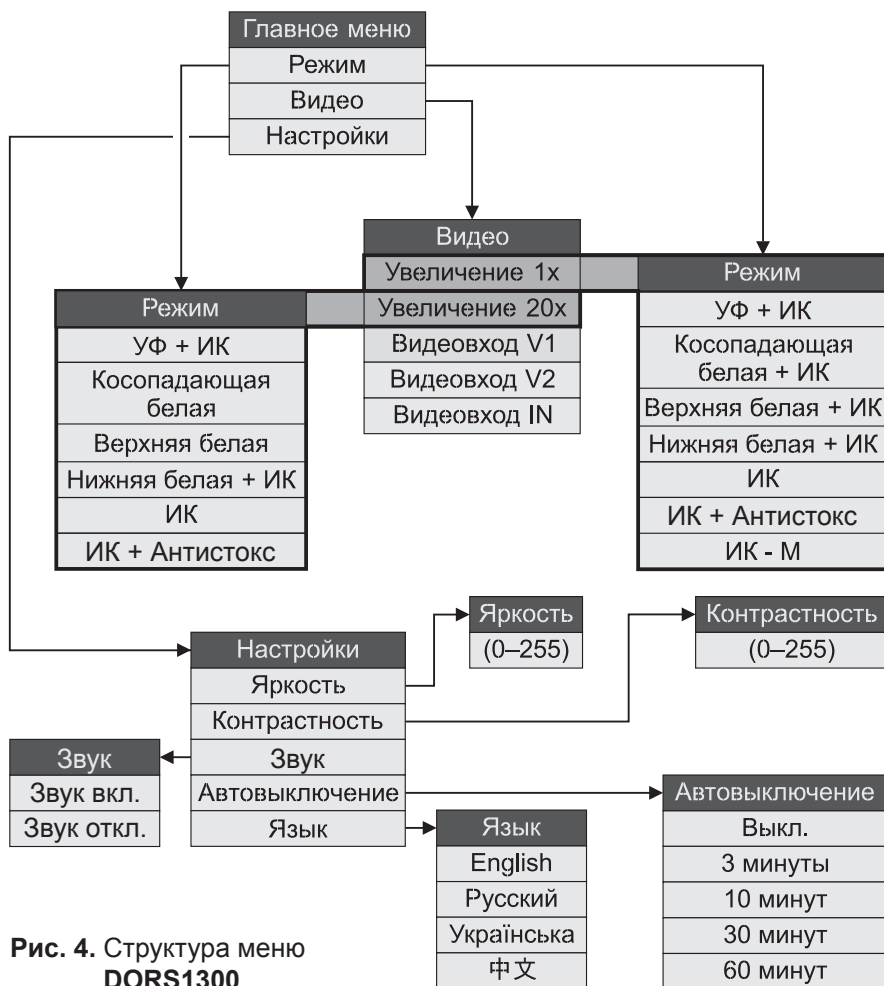 Главное меню
Режим
Видео
Настройки
Видео
Увеличение 1x
Увеличение 20x
Видеовход V1
Видеовход V2
Видеовход IN
Режим
УФ + ИК
Косопадающая
белая
Верхняя белая
Нижняя белая + ИК
ИК
ИК + Антистокс
Режим
УФ + ИК
Косопадающая
белая + ИК
Верхняя белая + ИК
Нижняя белая + ИК
ИК
ИК + Антистокс
ИК - М
Настройки
Яркость
Контрастность
Звук
Автовыключение
Язык
Яркость
(0–255)
Контрастность
(0–255)
Звук
Звук вкл.
Звук откл.
Язык
English
Русский
Українська
中文
Автовыключение
Выкл.
3 минуты
10 минут
30 минут
60 минут
Рис. 4. Структура меню
DORS1300